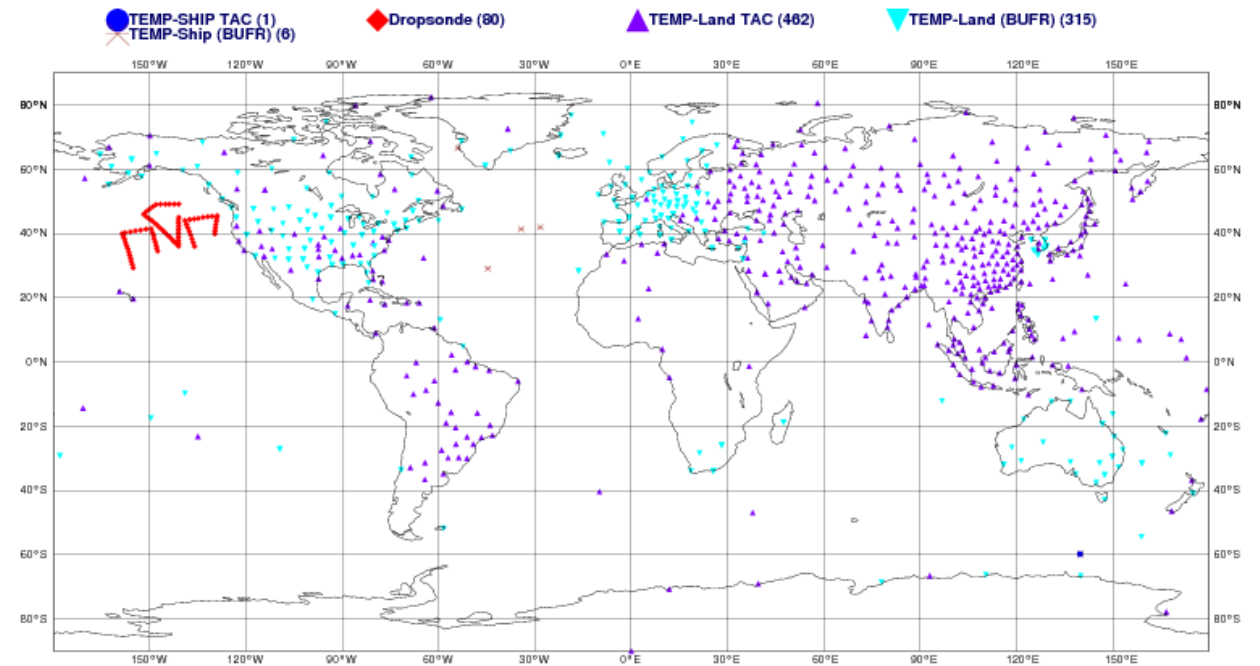 TEMP-SHIP TAC (1) Dropsonde (80) TEMP-Land TAC (462) TEMP-Land (BUFR) (315)
TEMP-Ship (BUFR) (6)
150°W 120°W 90°W 60°W 30°W 0°E 30°E 60°E 90°E 120°E 150°E
80°N 80°N
60°N 60°N
40°N 40°N
20°N 20°N
0°N 0°N
20°S 20°S
40°S 40°S
60°S 60°S
80°S 80°S
150°W 120°W 90°W 60°W 30°W 0°E 30°E 60°E 90°E 120°E 150°E